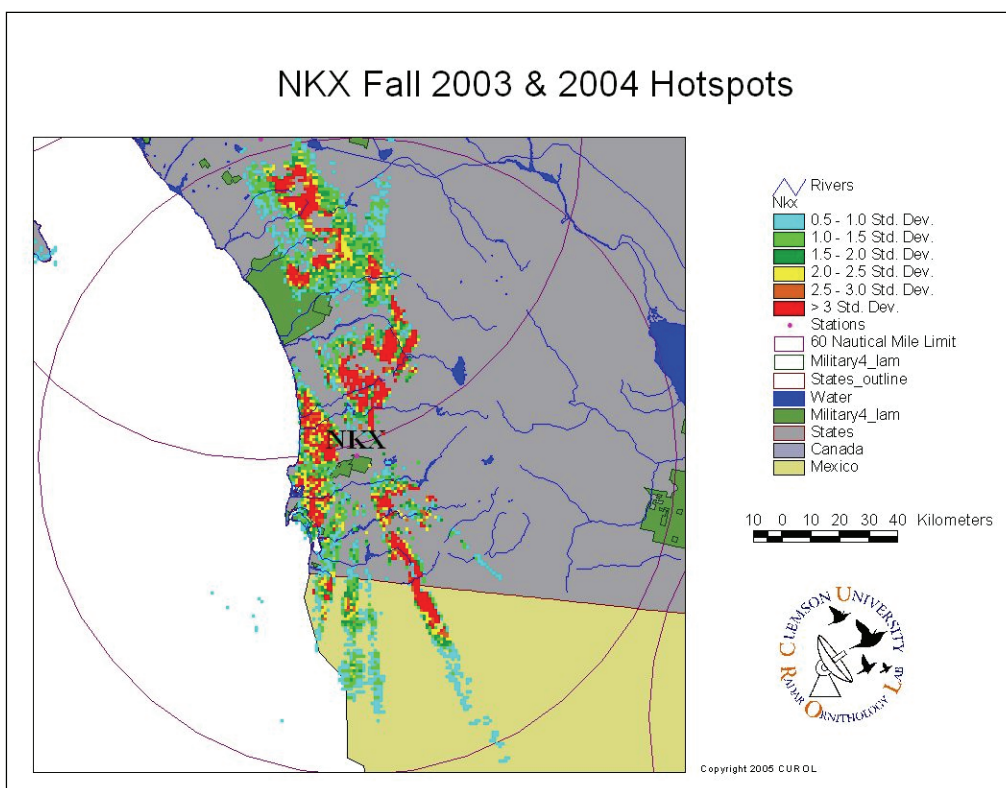 NKX Fall 2003 & 2004 Hotspots
Rivers
Nkx
0.5 - 1.0 Std. Dev.
1.0 - 1.5 Std. Dev.
1.5 - 2.0 Std. Dev.
2.0 - 2.5 Std. Dev.
2.5 - 3.0 Std. Dev.
> 3 Std. Dev.
Stations
60 Nautical Mile Limit
Military4_lam
States_outline
Water
Military4_lam
States
Canada
Mexico
NKX
10 0 10 20 30 40 Kilometers
CLEMSON UNIVERSITY
RADAR ORNITHOLOGY LAB
Copyright 2005 CUROL